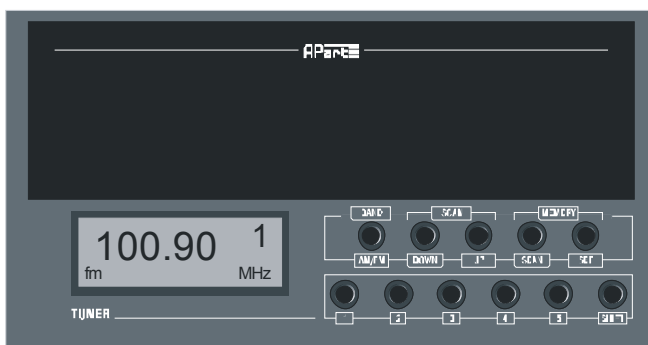 APart
BAND SCAN MEMORY
100.90 1
fm MHz
AM/FM DOWN UP SCAN SET
TUNER
1 2 3 4 5 SHIFT